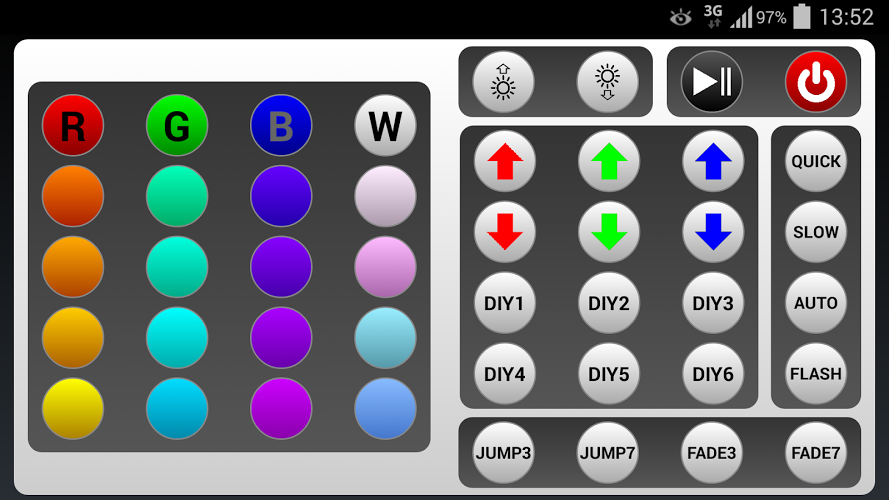 3G 97% 13:52
R G B W
QUICK
SLOW
DIY1 DIY2 DIY3 AUTO
DIY4 DIY5 DIY6 FLASH
JUMP3 JUMP7 FADE3 FADE7